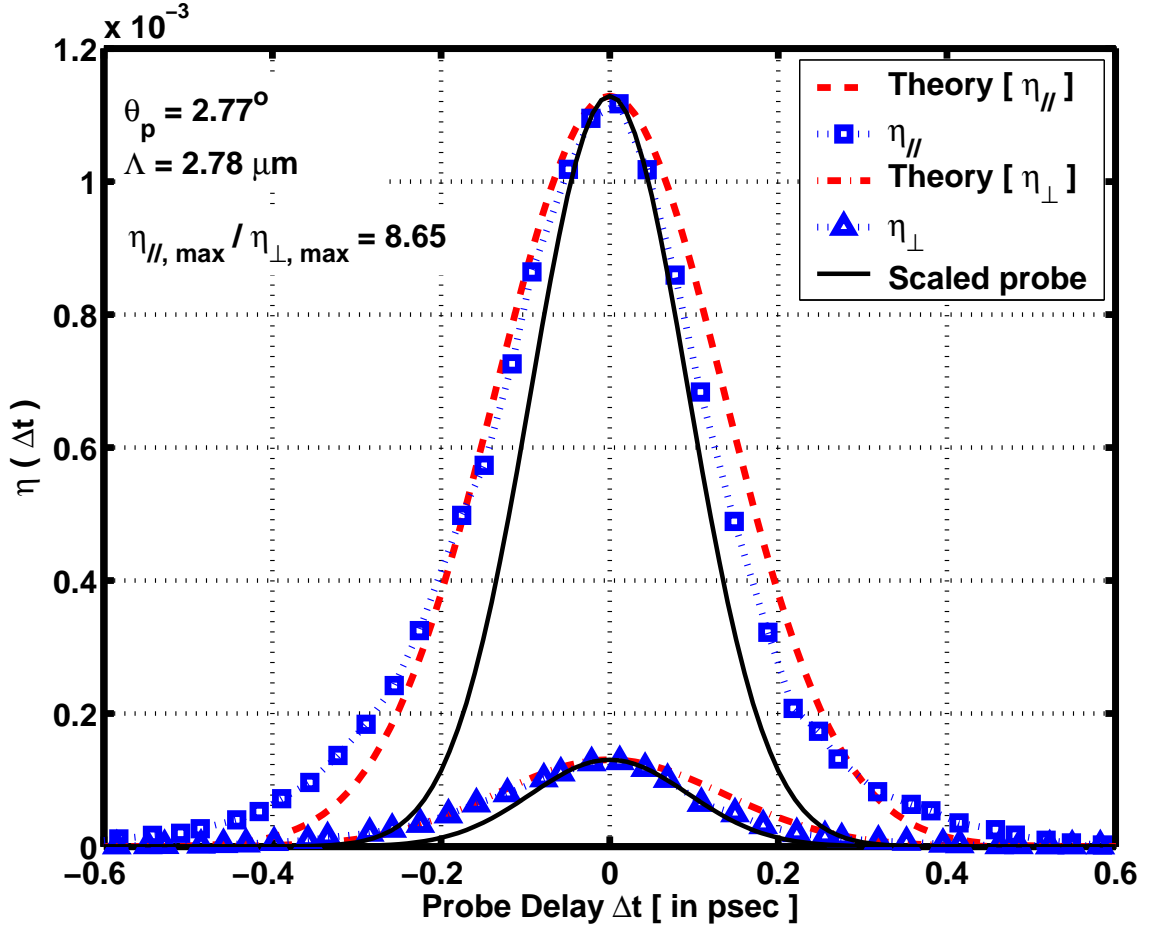 x 10⁻³
1.2
1
0.8
0.6
0.4
0.2
0
η ( Δt )
θp = 2.77°
Λ = 2.78 μm
η//, max / η⊥, max = 8.65
Theory [ η// ]
η//
Theory [ η⊥ ]
η⊥
Scaled probe
−0.6 −0.4 −0.2 0 0.2 0.4 0.6
Probe Delay Δt [ in psec ]